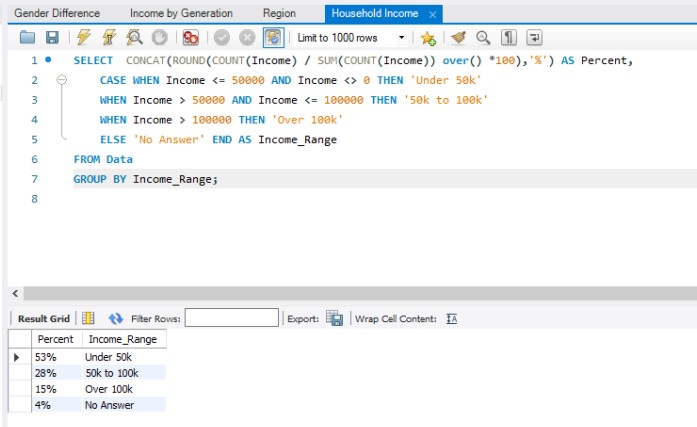 Gender Difference Income by Generation Region Household Income ×
Limit to 1000 rows
1 SELECT CONCAT(ROUND(COUNT(Income) / SUM(COUNT(Income)) over() *100),'%') AS Percent,
2 CASE WHEN Income <= 50000 AND Income <> 0 THEN 'Under 50k'
3 WHEN Income > 50000 AND Income <= 100000 THEN '50k to 100k'
4 WHEN Income > 100000 THEN 'Over 100k'
5 ELSE 'No Answer' END AS Income_Range
6 FROM Data
7 GROUP BY Income_Range;
8
Result Grid Filter Rows: Export: Wrap Cell Content: IA
Percent Income_Range
53% Under 50k
28% 50k to 100k
15% Over 100k
4% No Answer